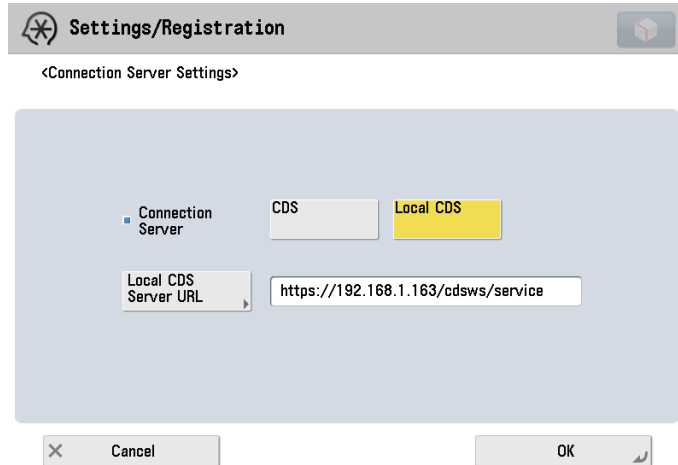 Settings/Registration
<Connection Server Settings>
Connection
Server
CDS
Local CDS
Local CDS
Server URL
https://192.168.1.163/cdsws/service
Cancel
OK